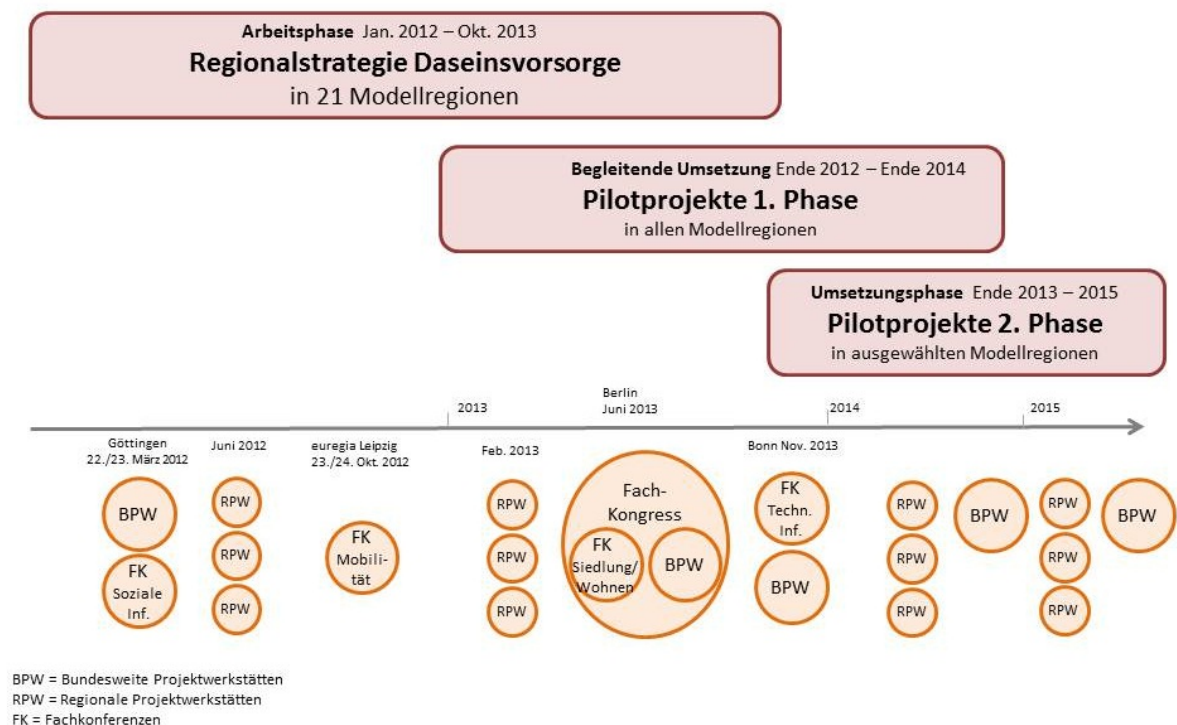 Arbeitsphase Jan. 2012 – Okt. 2013
Regionalstrategie Daseinsvorsorge
in 21 Modellregionen
Begleitende Umsetzung Ende 2012 – Ende 2014
Pilotprojekte 1. Phase
in allen Modellregionen
Umsetzungsphase Ende 2013 – 2015
Pilotprojekte 2. Phase
in ausgewählten Modellregionen
2013
Berlin
Juni 2013
2014
2015
Göttingen
22./23. März 2012
Juni 2012
euregia Leipzig
23./24. Okt. 2012
Feb. 2013
Bonn Nov. 2013
BPW
FK
Soziale
Inf.
RPW
RPW
RPW
FK
Mobili-
tät
RPW
RPW
RPW
Fach-
Kongress
FK
Siedlung/
Wohnen
BPW
FK
Techn.
Inf.
BPW
RPW
RPW
RPW
BPW
RPW
RPW
RPW
BPW
BPW = Bundesweite Projektwerkstätten
RPW = Regionale Projektwerkstätten
FK = Fachkonferenzen